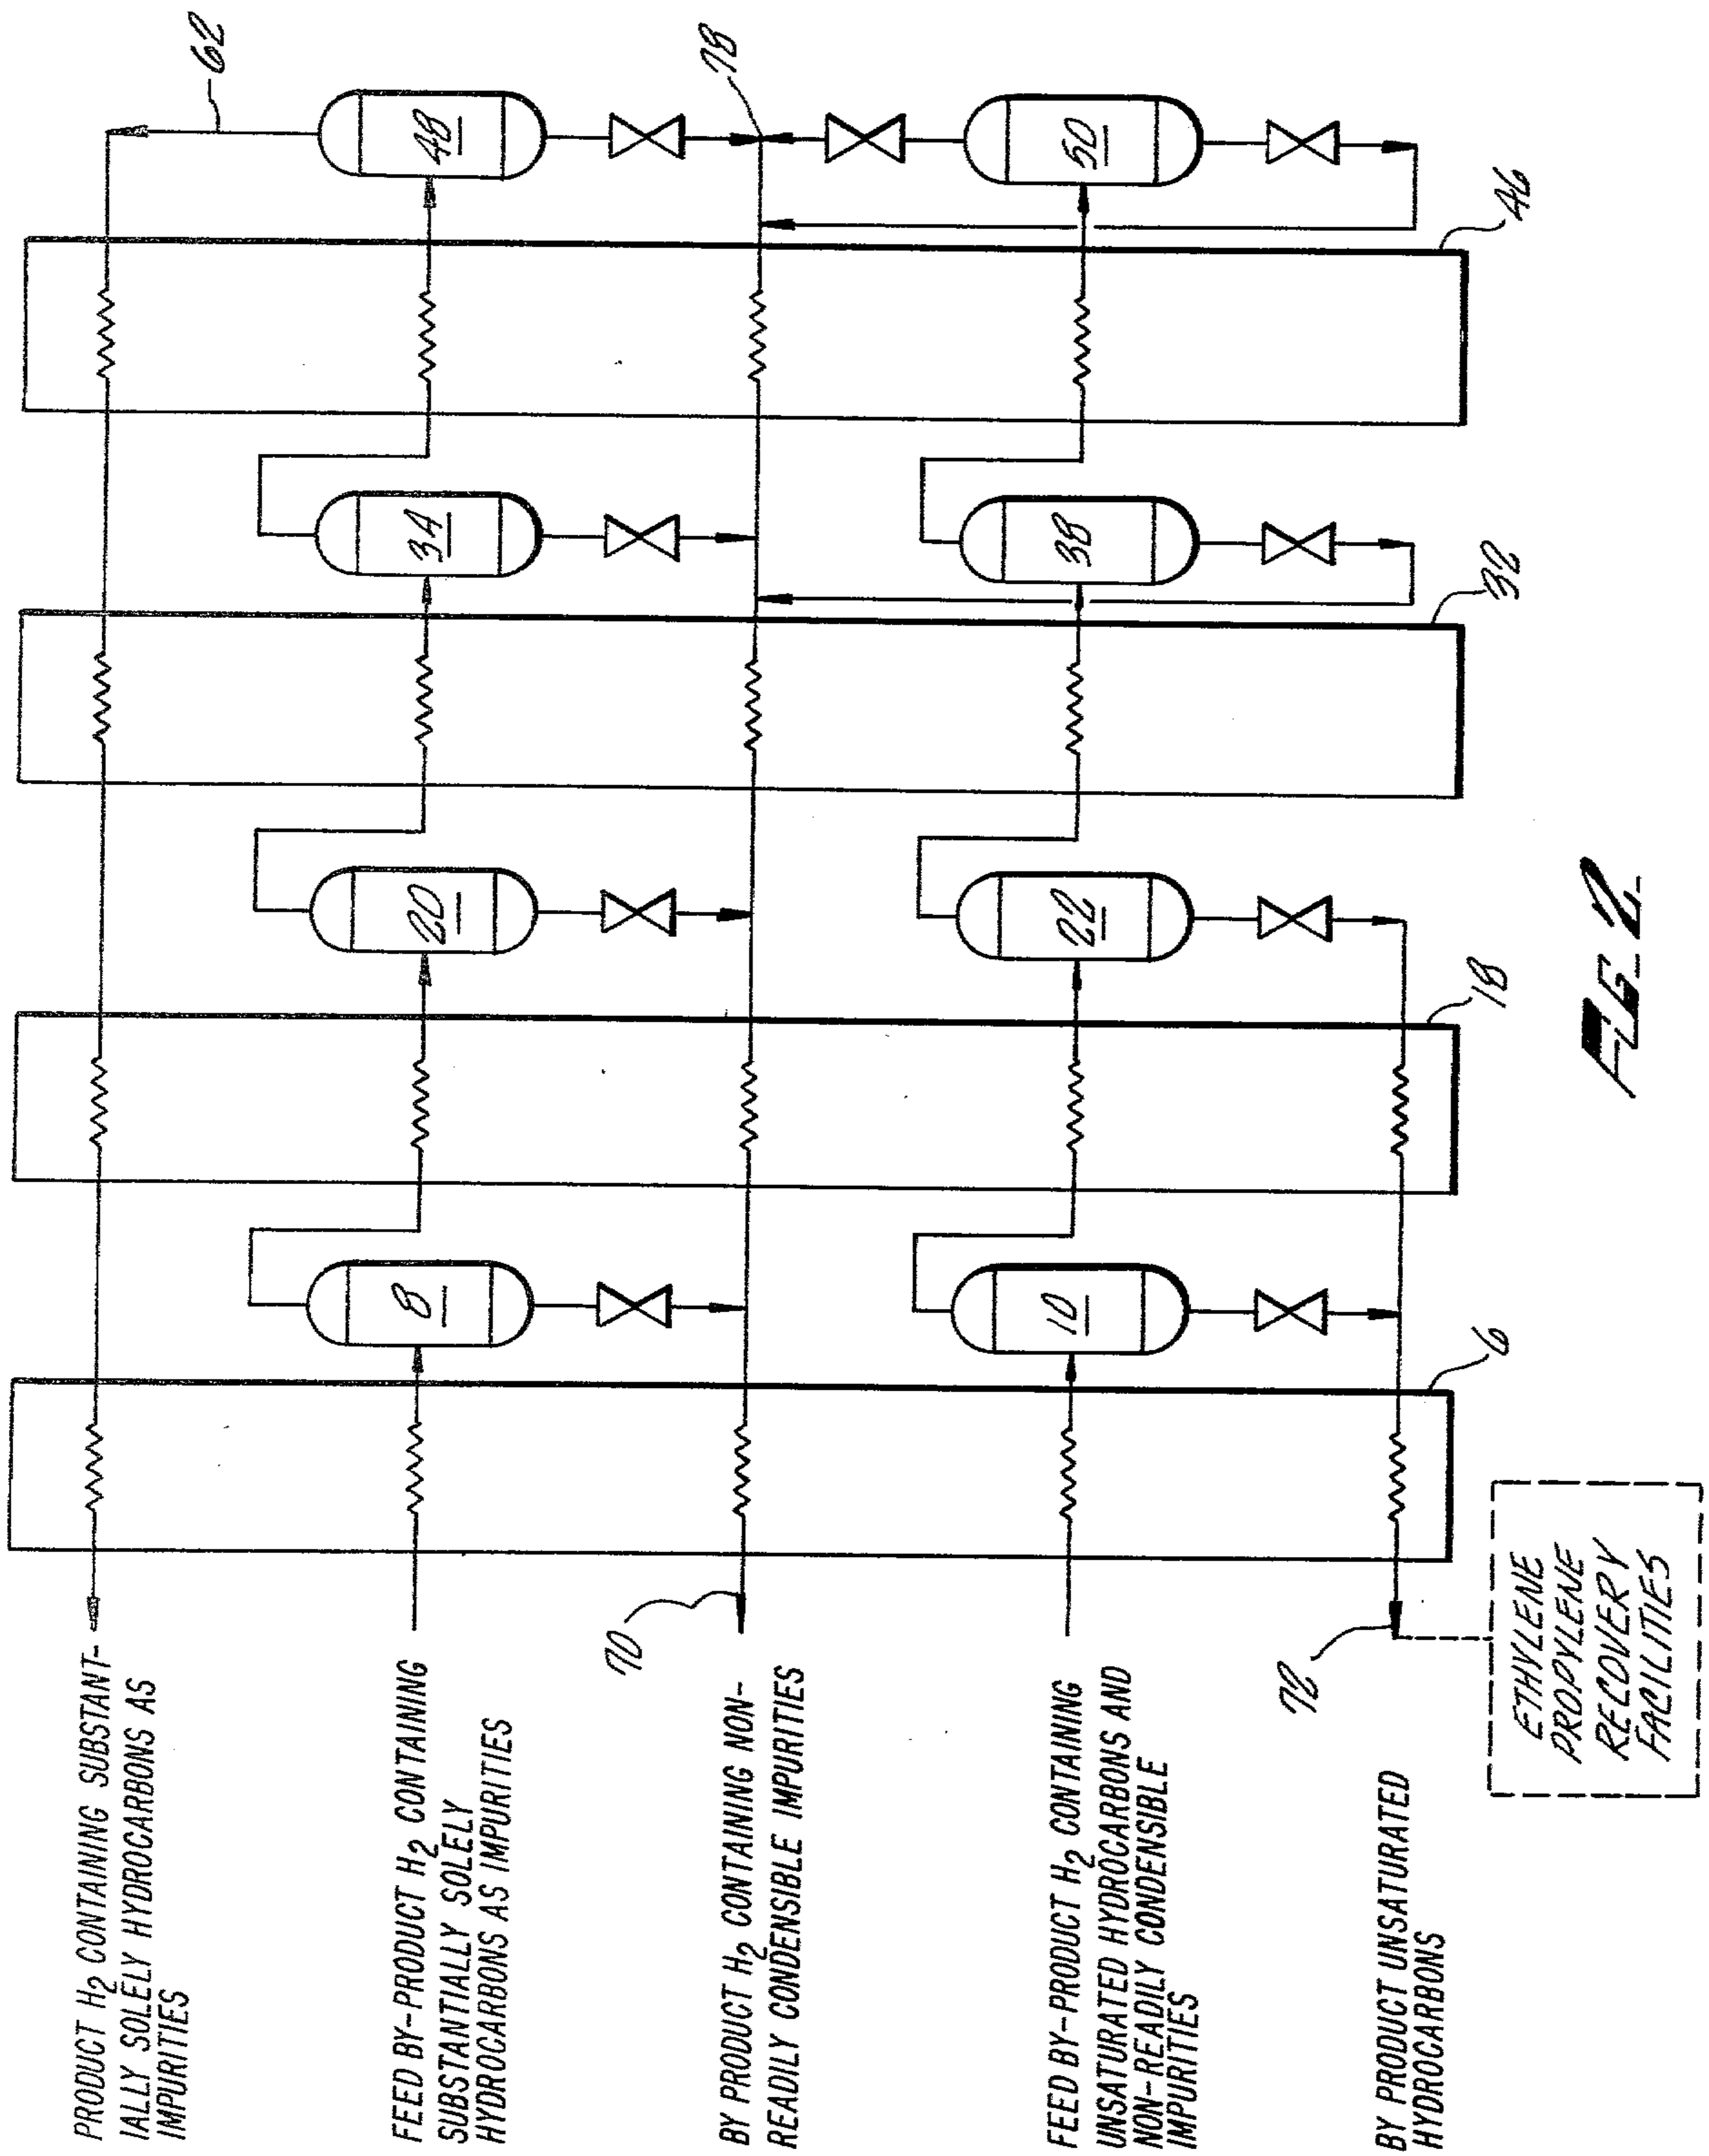 PRODUCT H2 CONTAINING SUBSTANT-
IALLY SOLELY HYDROCARBONS AS
IMPURITIES
FEED BY-PRODUCT H2 CONTAINING
SUBSTANTIALLY SOLELY
HYDROCARBONS AS IMPURITIES
BY PRODUCT H2 CONTAINING NON-
READILY CONDENSIBLE IMPURITIES
FEED BY-PRODUCT H2 CONTAINING
UNSATURATED HYDROCARBONS AND
NON-READILY CONDENSIBLE
IMPURITIES
BY PRODUCT UNSATURATED
HYDROCARBONS
ETHYLENE
PROPYLENE
RECOVERY
FACILITIES
70
72
6
8
10
18
20
22
32
34
38
46
48
50
62
78
FIG. 2